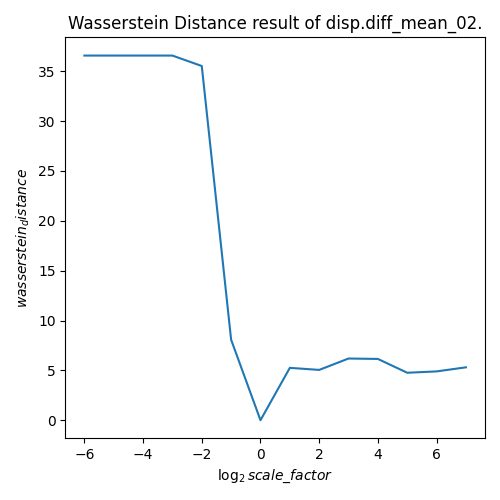 Wasserstein Distance result of disp.diff_mean_02.
35
30
25
20
15
10
5
0
wasserstein_distance
−6 −4 −2 0 2 4 6
log₂ scale_factor